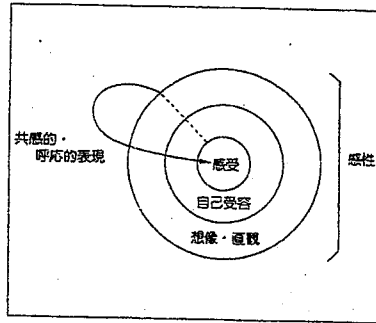 共感的・
呼応的表現
感受
自己受容
想像・直観
感性